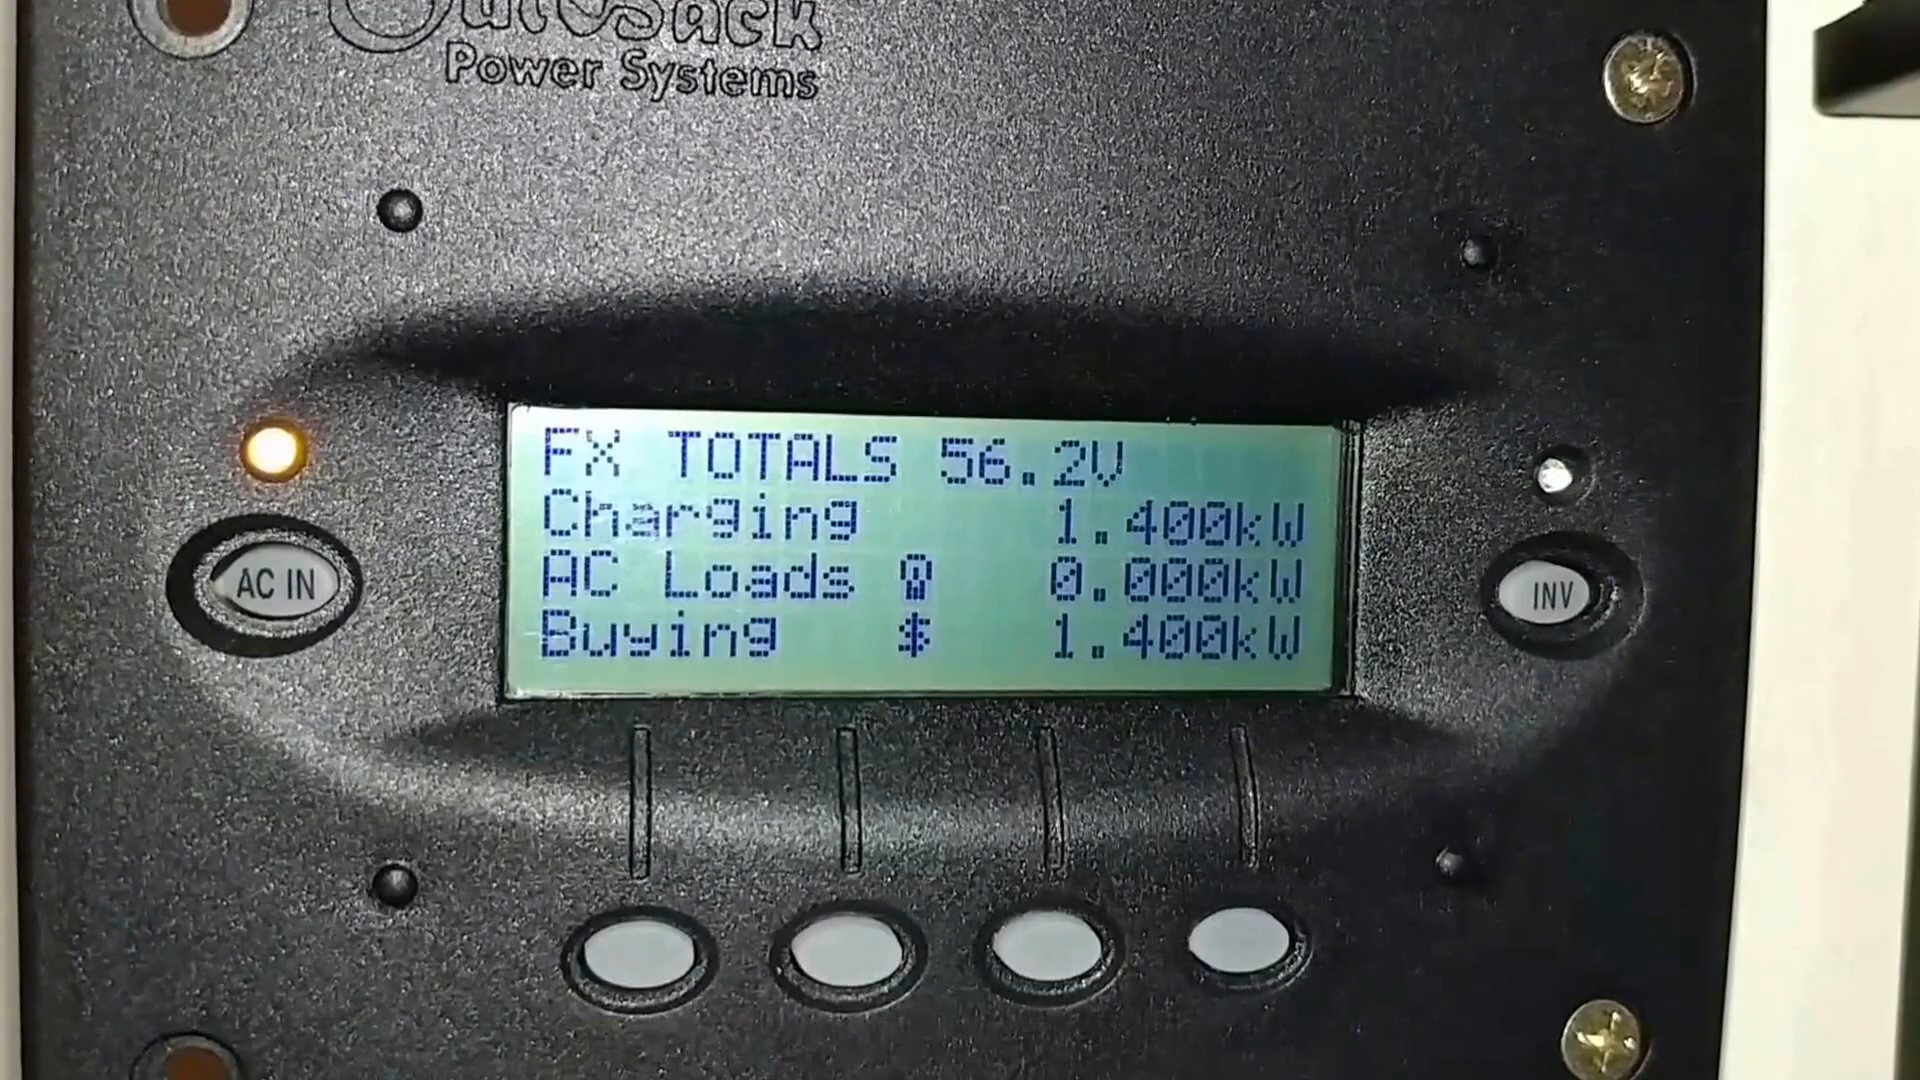 OutBack
Power Systems
FX TOTALS 56.2V
Charging 1.400kW
AC Loads 0.000kW
Buying $ 1.400kW
AC IN
INV